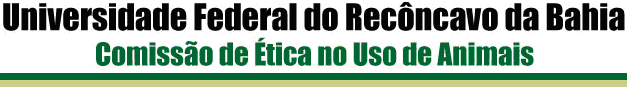 Universidade Federal do Recôncavo da Bahia
Comissão de Ética no Uso de Animais